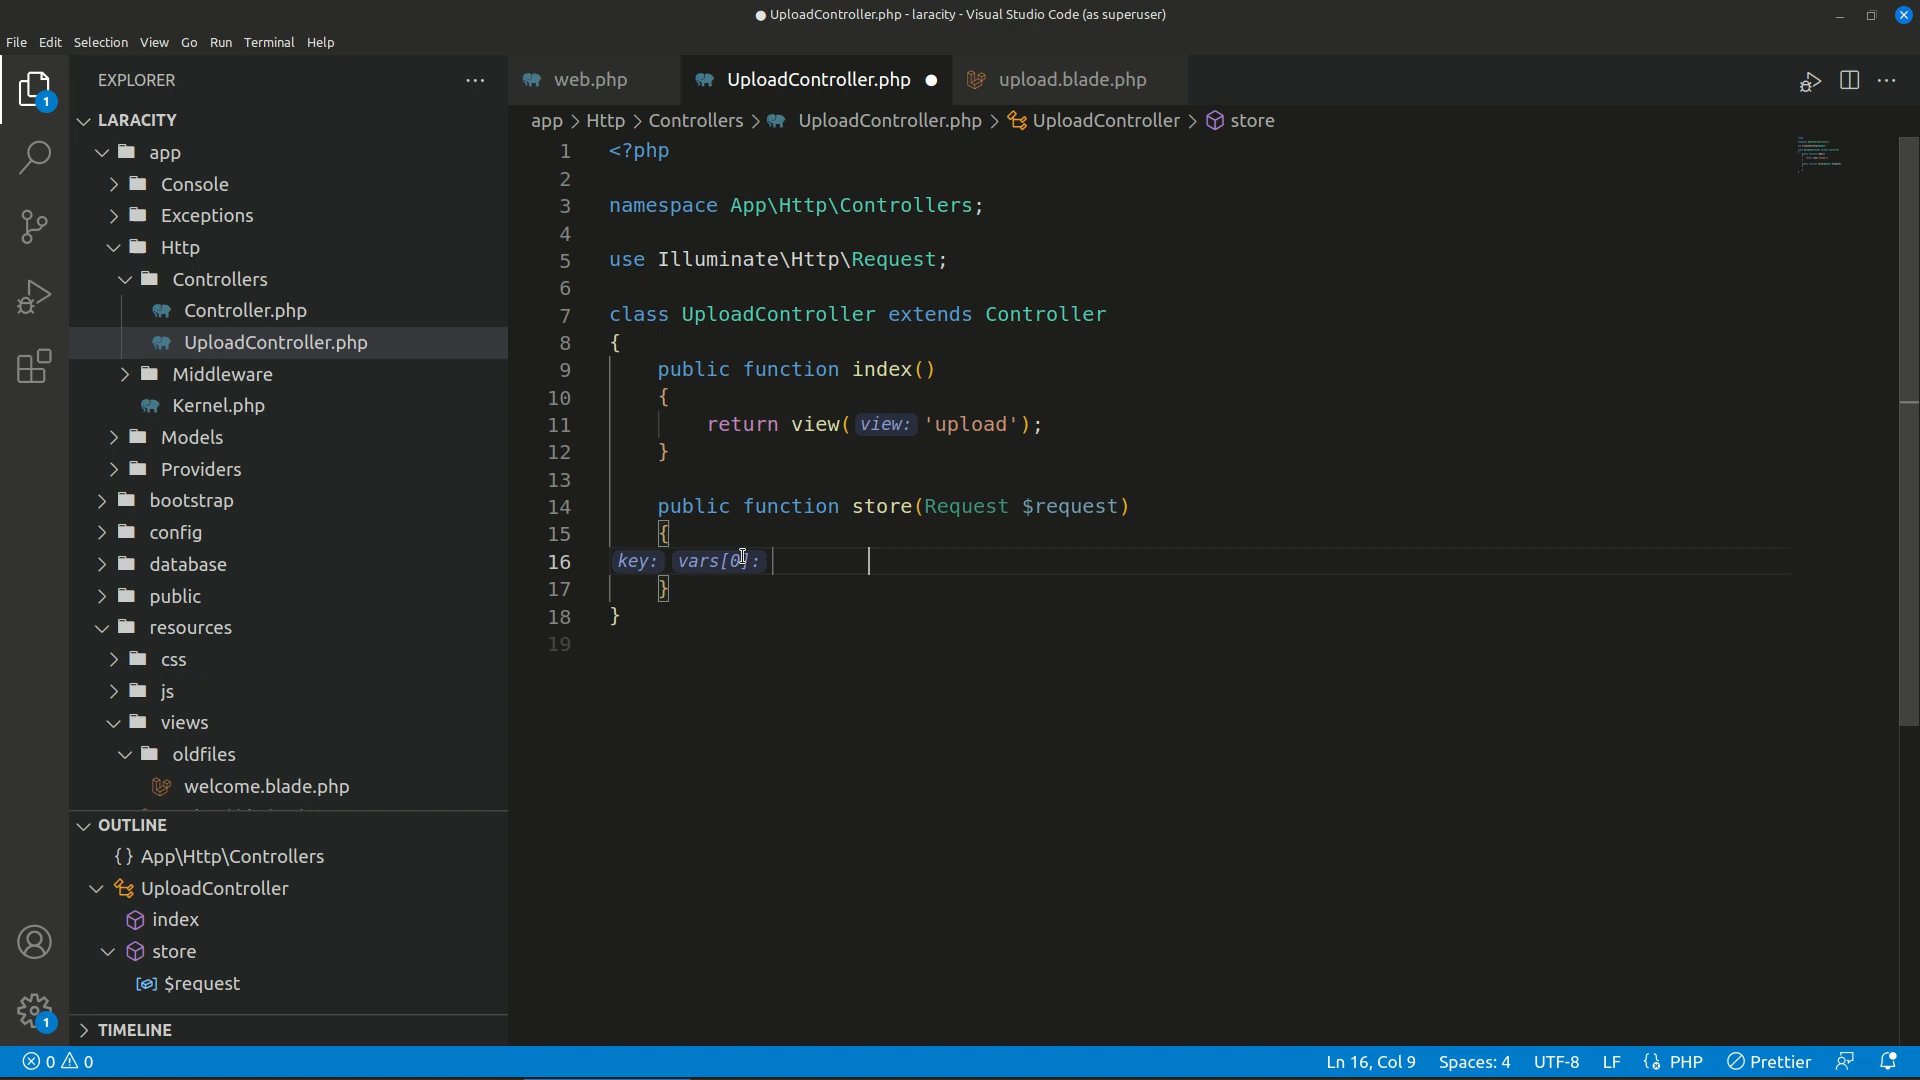 UploadController.php - laracity - Visual Studio Code (as superuser)
File Edit Selection View Go Run Terminal Help
EXPLORER
web.php
UploadController.php
upload.blade.php
LARACITY
app > Http > Controllers > UploadController.php > UploadController > store
app
Console
Exceptions
Http
Controllers
Controller.php
UploadController.php
Middleware
Kernel.php
Models
Providers
bootstrap
config
database
public
resources
css
js
views
oldfiles
welcome.blade.php
1 <?php
2
3 namespace App\Http\Controllers;
4
5 use Illuminate\Http\Request;
6
7 class UploadController extends Controller
8 {
9 public function index()
10 {
11 return view( view: 'upload');
12 }
13
14 public function store(Request $request)
15 {
16 key: vars[0]:
17 }
18 }
19
OUTLINE
{} App\Http\Controllers
UploadController
index
store
$request
TIMELINE
1
1
0 0
Ln 16, Col 9 Spaces: 4 UTF-8 LF PHP Prettier